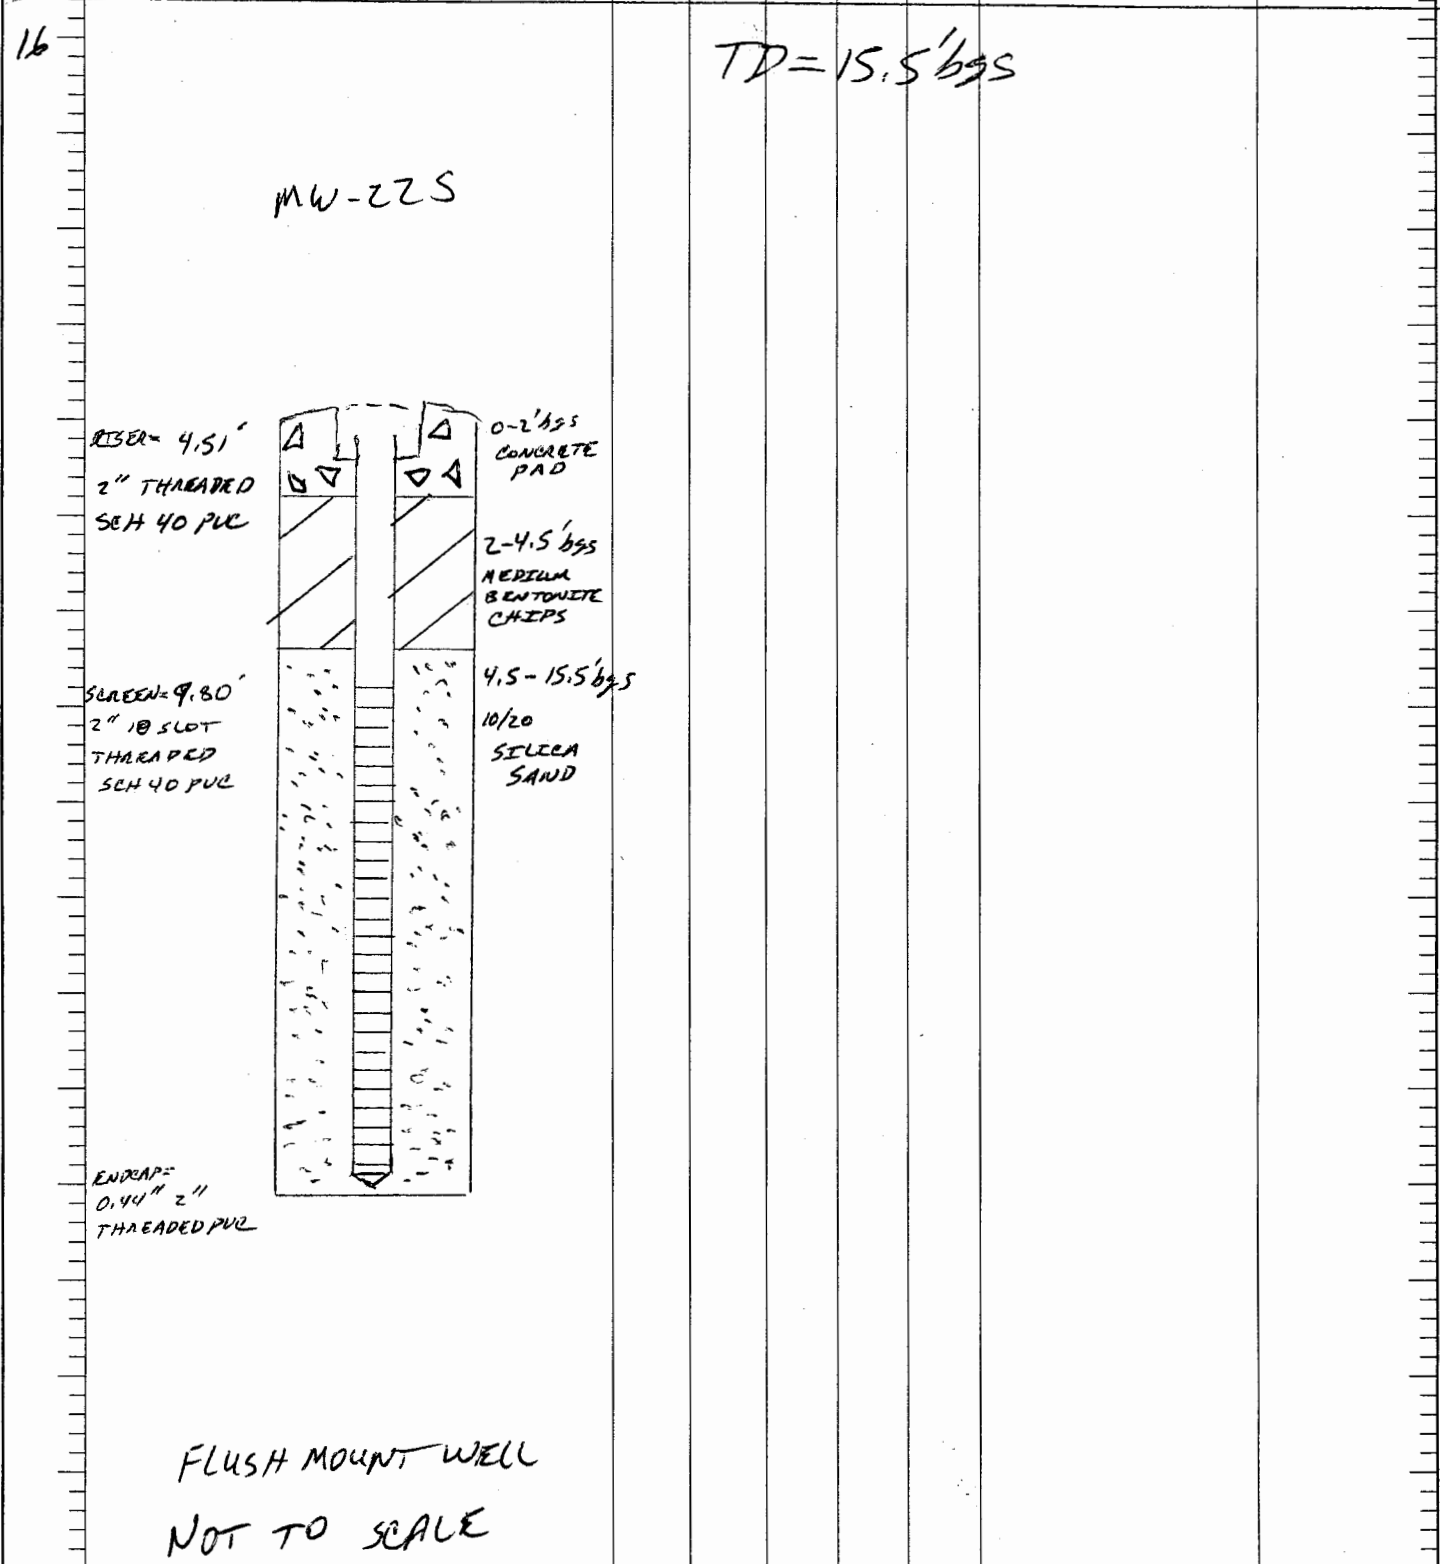 16
TD=15.5'bgs
MW-22S
RISER= 4.51'
2" THREADED
SCH 40 PVC
0-2'bgs
CONCRETE
PAD
2-4.5'bgs
MEDIUM
BENTONITE
CHIPS
SCREEN= 9.80'
2" 10 SLOT
THREADED
SCH 40 PVC
4.5-15.5'bgs
10/20
SILICA
SAND
ENDCAP=
0.44" 2"
THREADED PVC
FLUSH MOUNT WELL
NOT TO SCALE